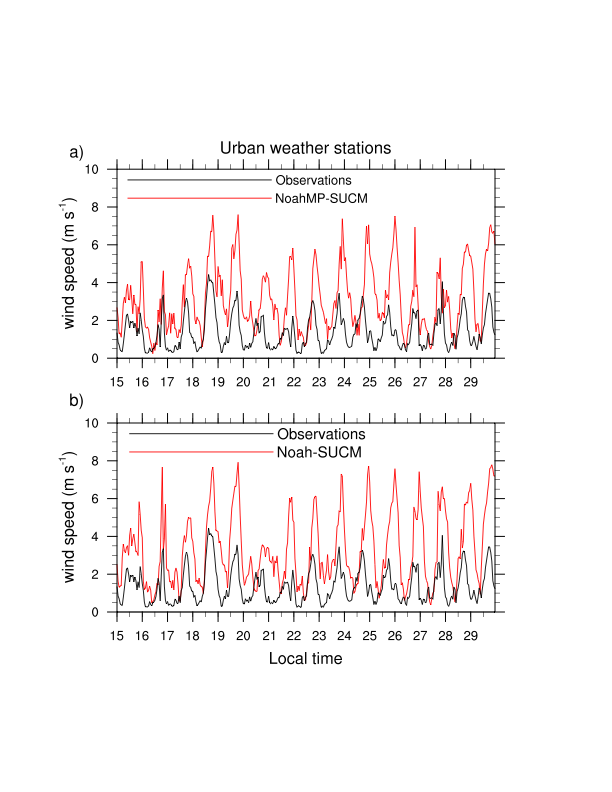 Urban weather stations
a)
10
8
6
4
2
0
wind speed (m s⁻¹)
Observations
NoahMP-SUCM
15 16 17 18 19 20 21 22 23 24 25 26 27 28 29
b)
10
8
6
4
2
0
wind speed (m s⁻¹)
Observations
Noah-SUCM
15 16 17 18 19 20 21 22 23 24 25 26 27 28 29
Local time